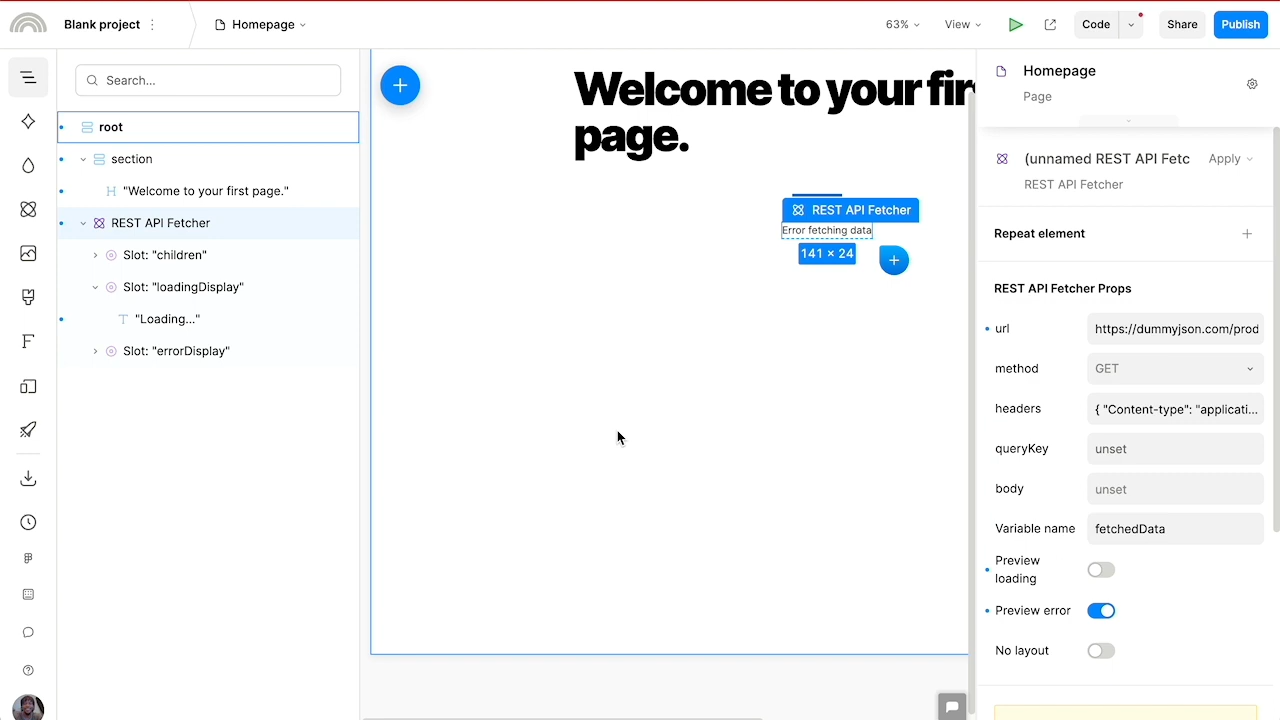 Blank project
Homepage
63%
View
Code
Share
Publish
Search...
root
section
"Welcome to your first page."
REST API Fetcher
Slot: "children"
Slot: "loadingDisplay"
"Loading..."
Slot: "errorDisplay"
Welcome to your fir
page.
REST API Fetcher
Error fetching data
141 × 24
Homepage
Page
(unnamed REST API Fetc
Apply
REST API Fetcher
Repeat element
REST API Fetcher Props
url
https://dummyjson.com/prod
method
GET
headers
{ "Content-type": "applicati...
queryKey
unset
body
unset
Variable name
fetchedData
Preview
loading
Preview error
No layout